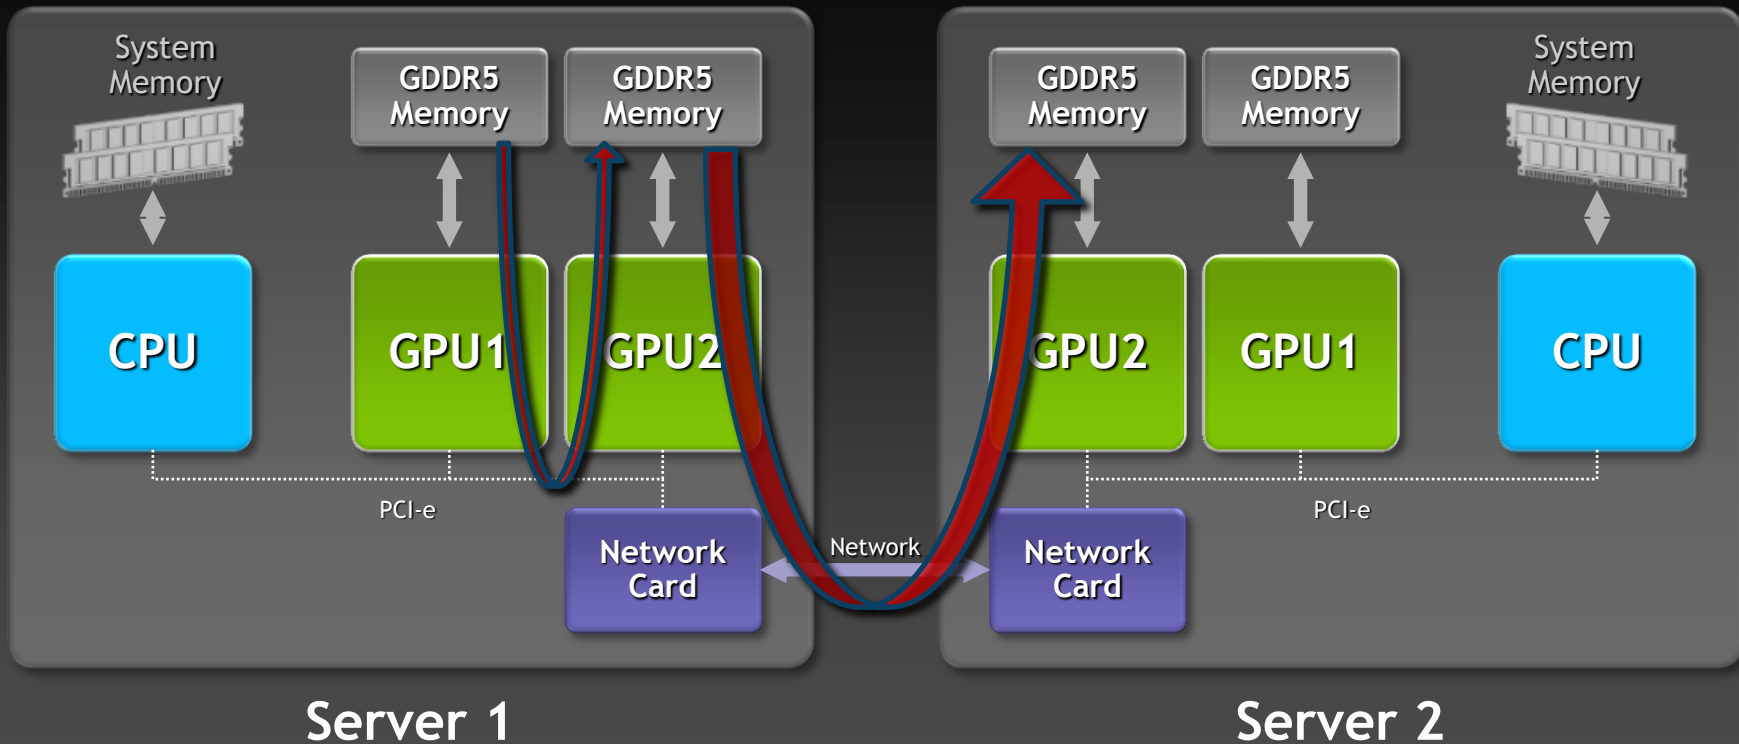 System
Memory
GDDR5
Memory
GDDR5
Memory
CPU
GPU1
GPU2
PCI-e
Network
Card
Server 1
Network
GDDR5
Memory
GDDR5
Memory
System
Memory
GPU2
GPU1
CPU
PCI-e
Network
Card
Server 2